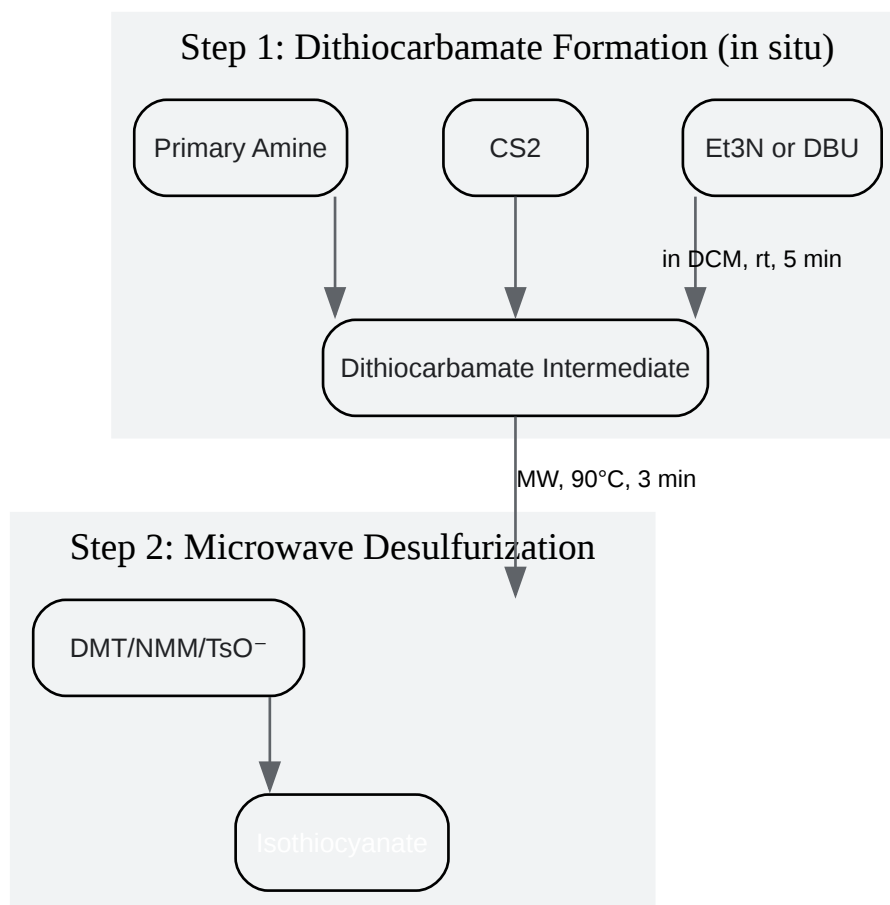 Step 1: Dithiocarbamate Formation (in situ)
Primary Amine
CS2
Et3N or DBU
in DCM, rt, 5 min
Dithiocarbamate Intermediate
MW, 90°C, 3 min
Step 2: Microwave Desulfurization
DMT/NMM/TsO⁻
Isothiocyanate